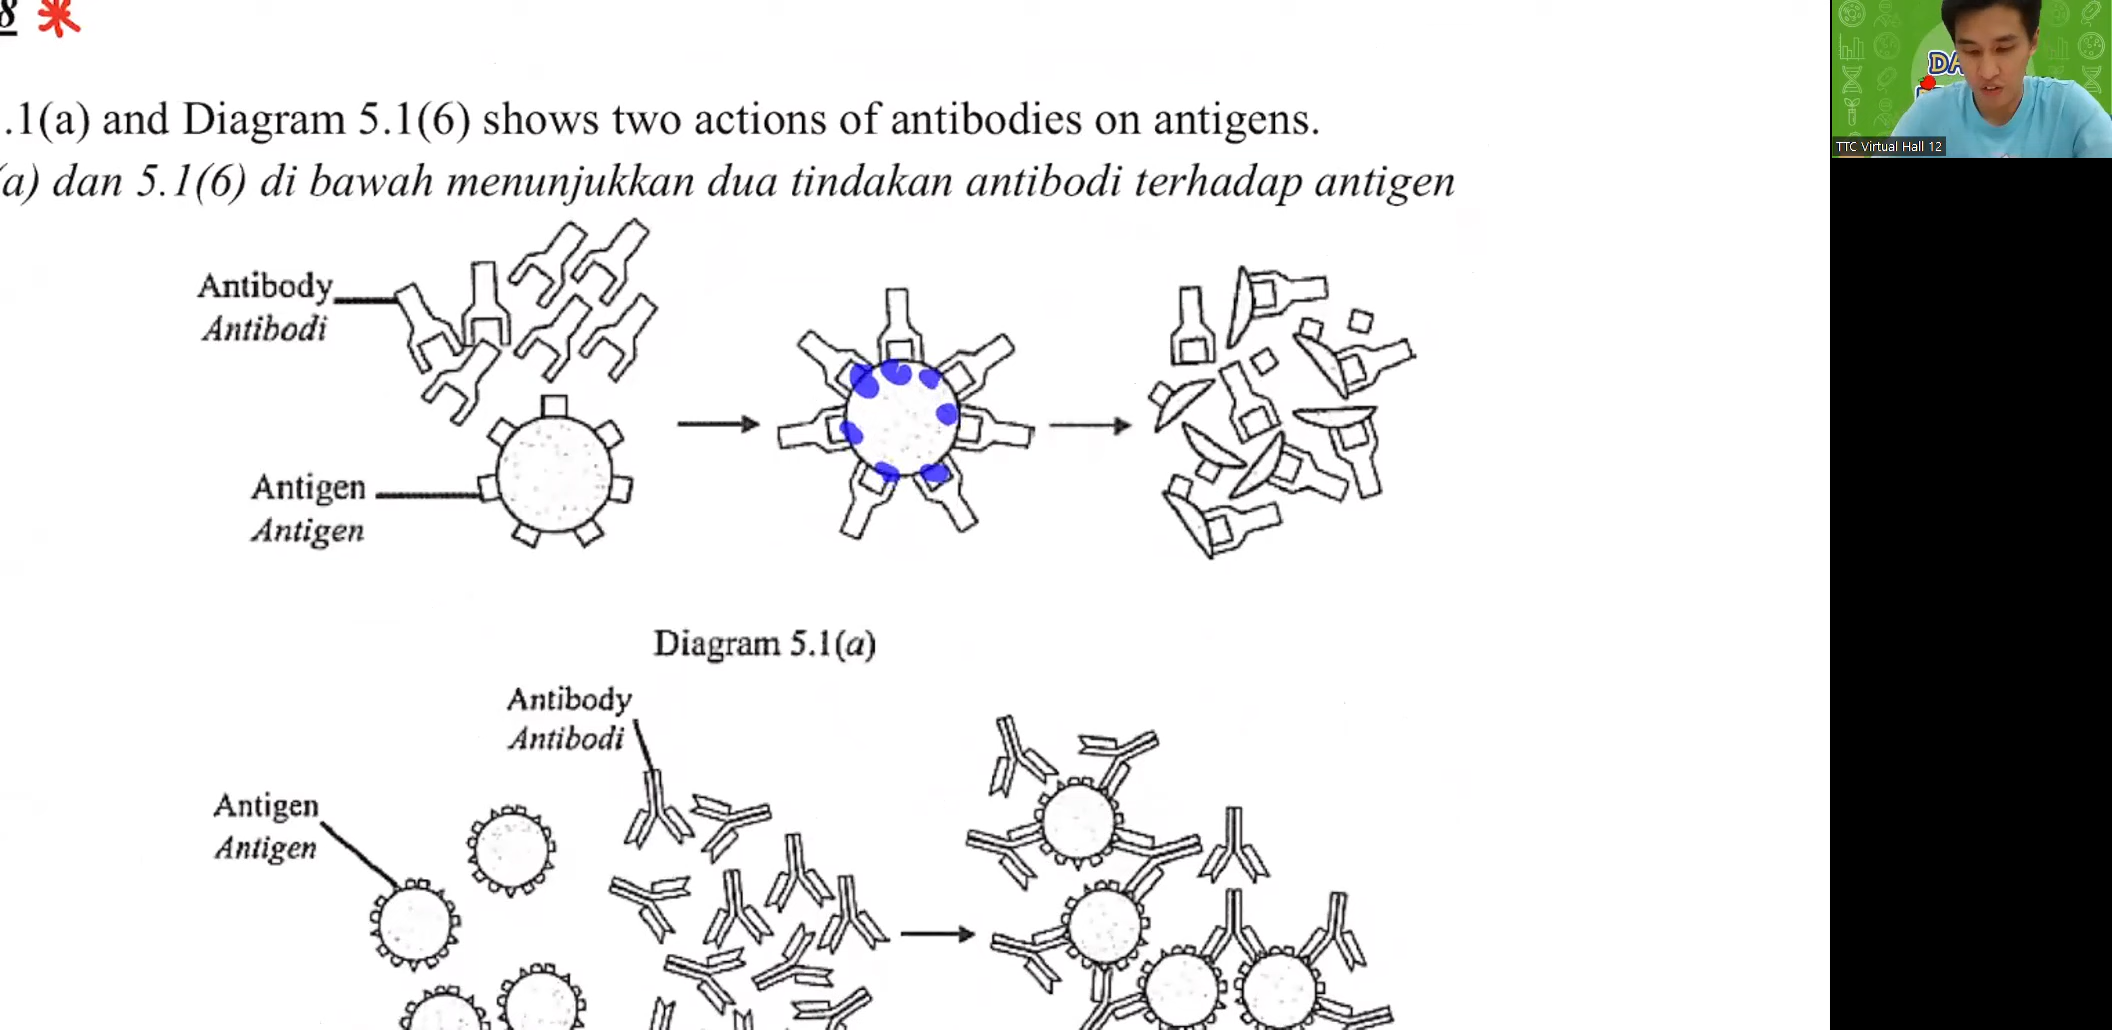 8
.1(a) and Diagram 5.1(6) shows two actions of antibodies on antigens.
(a) dan 5.1(6) di bawah menunjukkan dua tindakan antibodi terhadap antigen
Antibody
Antibodi
Antigen
Antigen
Diagram 5.1(a)
Antibody
Antibodi
Antigen
Antigen
DA
TTC Virtual Hall 12